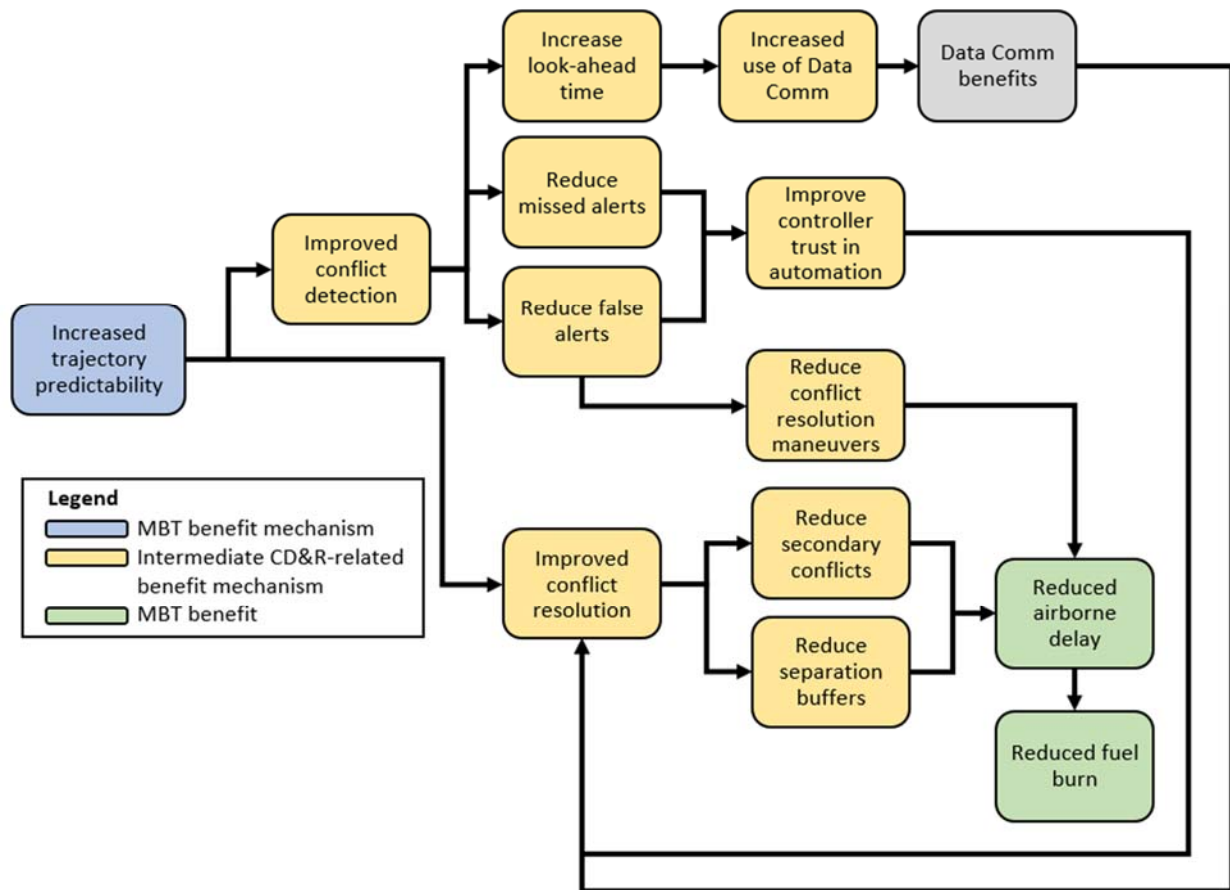 Increase
look-ahead
time
Increased
use of Data
Comm
Data Comm
benefits
Reduce
missed alerts
Improve
controller
trust in
automation
Improved
conflict
detection
Reduce false
alerts
Increased
trajectory
predictability
Reduce
conflict
resolution
maneuvers
Legend
MBT benefit mechanism
Intermediate CD&R-related
benefit mechanism
MBT benefit
Improved
conflict
resolution
Reduce
secondary
conflicts
Reduce
separation
buffers
Reduced
airborne
delay
Reduced fuel
burn